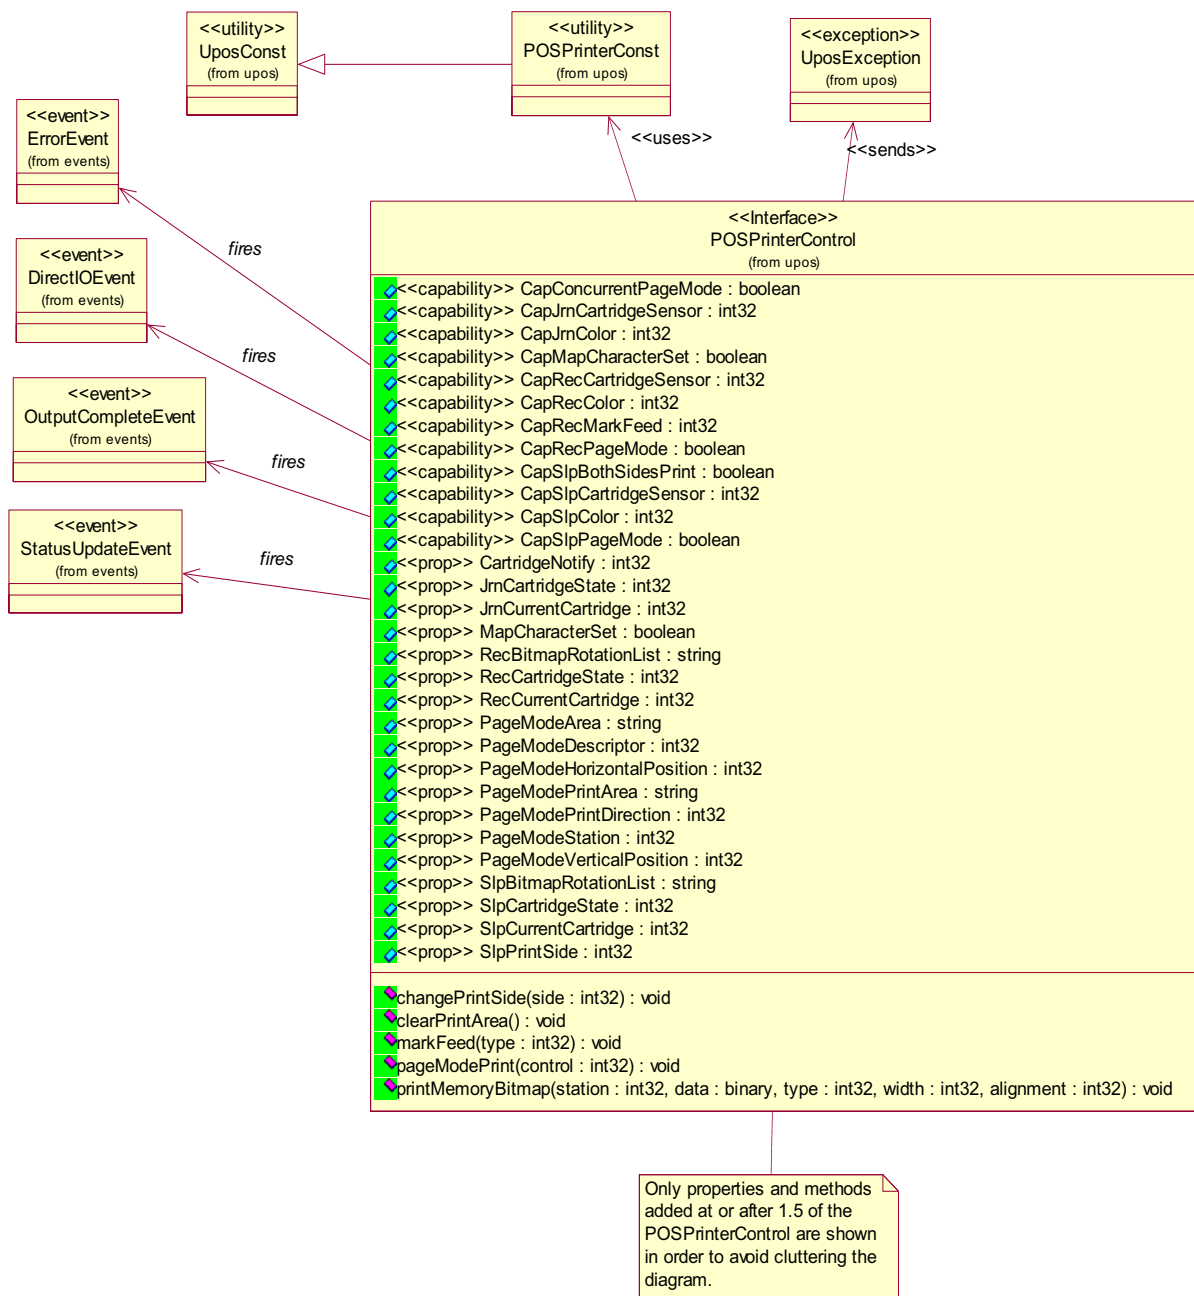 <<utility>>
UposConst
(from upos)
<<utility>>
POSPrinterConst
(from upos)
<<exception>>
UposException
(from upos)
<<uses>>
<<sends>>
<<event>>
ErrorEvent
(from events)
fires
<<event>>
DirectIOEvent
(from events)
fires
<<event>>
OutputCompleteEvent
(from events)
fires
<<event>>
StatusUpdateEvent
(from events)
fires
<<Interface>>
POSPrinterControl
(from upos)
<<capability>> CapConcurrentPageMode : boolean
<<capability>> CapJrnCartridgeSensor : int32
<<capability>> CapJrnColor : int32
<<capability>> CapMapCharacterSet : boolean
<<capability>> CapRecCartridgeSensor : int32
<<capability>> CapRecColor : int32
<<capability>> CapRecMarkFeed : int32
<<capability>> CapRecPageMode : boolean
<<capability>> CapSlpBothSidesPrint : boolean
<<capability>> CapSlpCartridgeSensor : int32
<<capability>> CapSlpColor : int32
<<capability>> CapSlpPageMode : boolean
<<prop>> CartridgeNotify : int32
<<prop>> JrnCartridgeState : int32
<<prop>> JrnCurrentCartridge : int32
<<prop>> MapCharacterSet : boolean
<<prop>> RecBitmapRotationList : string
<<prop>> RecCartridgeState : int32
<<prop>> RecCurrentCartridge : int32
<<prop>> PageModeArea : string
<<prop>> PageModeDescriptor : int32
<<prop>> PageModeHorizontalPosition : int32
<<prop>> PageModePrintArea : string
<<prop>> PageModePrintDirection : int32
<<prop>> PageModeStation : int32
<<prop>> PageModeVerticalPosition : int32
<<prop>> SlpBitmapRotationList : string
<<prop>> SlpCartridgeState : int32
<<prop>> SlpCurrentCartridge : int32
<<prop>> SlpPrintSide : int32
changePrintSide(side : int32) : void
clearPrintArea() : void
markFeed(type : int32) : void
pageModePrint(control : int32) : void
printMemoryBitmap(station : int32, data : binary, type : int32, width : int32, alignment : int32) : void
Only properties and methods
added at or after 1.5 of the
POSPrinterControl are shown
in order to avoid cluttering the
diagram.